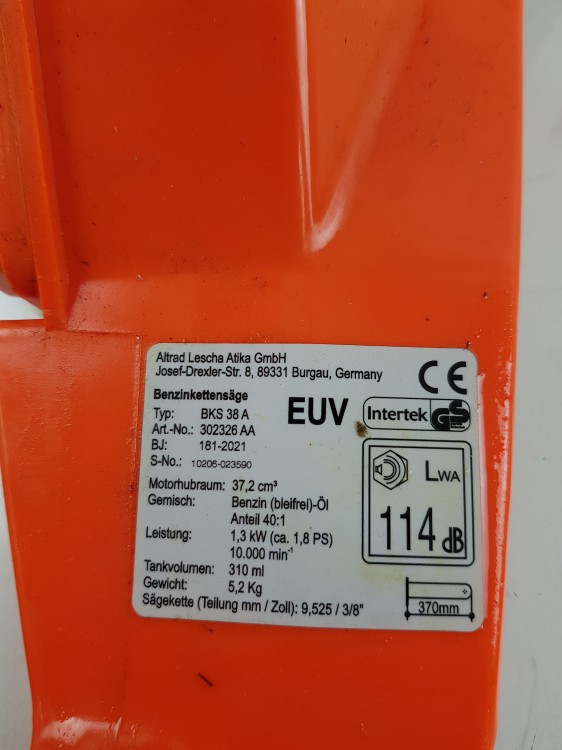 Altrad Lescha Atika GmbH
Josef-Drexler-Str. 8, 89331 Burgau, Germany
CE
Benzinkettensäge
Typ: BKS 38 A
EUV
Intertek GS
Art.-No.: 302326 AA
BJ: 181-2021
S-No.: 10206-023590
LWA
114 dB
Motorhubraum: 37,2 cm³
Gemisch: Benzin (bleifrei)-Öl
Anteil 40:1
Leistung: 1,3 kW (ca. 1,8 PS)
10.000 min⁻¹
Tankvolumen: 310 ml
Gewicht: 5,2 Kg
Sägekette (Teilung mm / Zoll): 9,525 / 3/8"
370mm